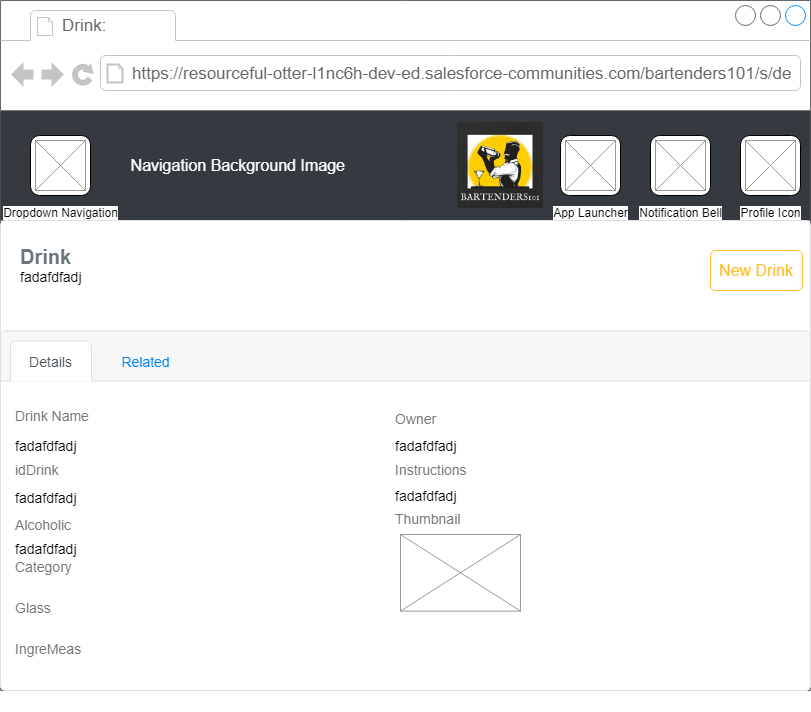 Drink:
https://resourceful-otter-l1nc6h-dev-ed.salesforce-communities.com/bartenders101/s/de
Navigation Background Image
BARTENDERS101
Dropdown Navigation
App Launcher
Notification Bell
Profile Icon
Drink
fadafdfadj
New Drink
Details
Related
Drink Name
fadafdfadj
idDrink
fadafdfadj
Alcoholic
fadafdfadj
Category
Glass
IngreMeas
Owner
fadafdfadj
Instructions
fadafdfadj
Thumbnail